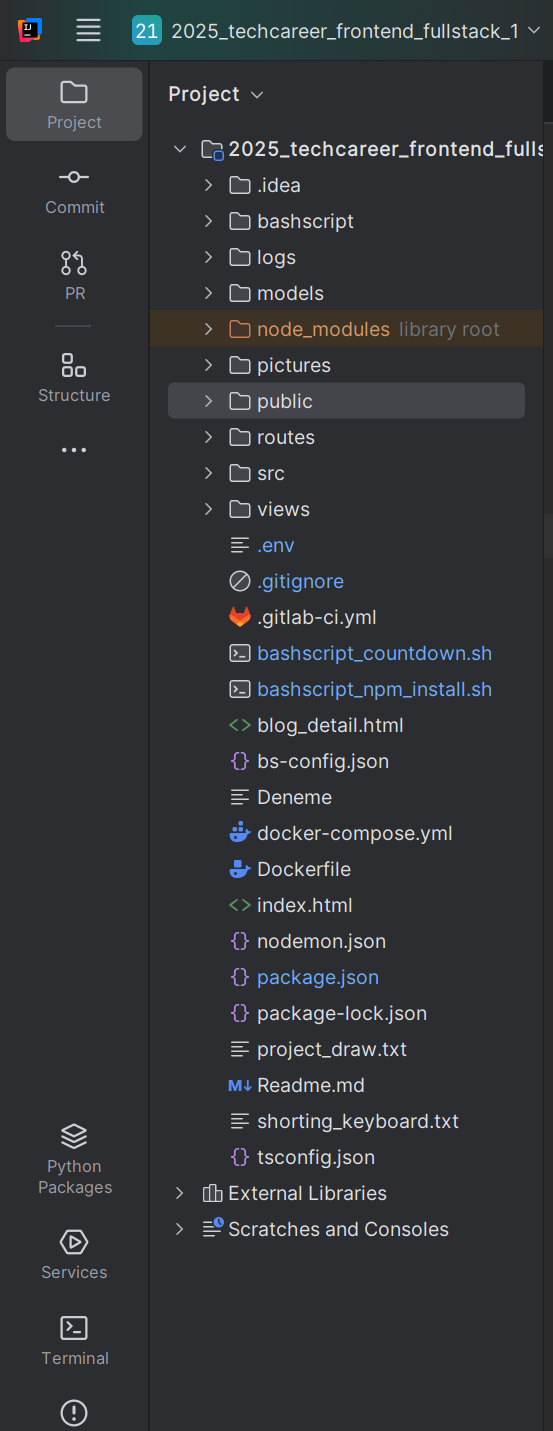 21 2025_techcareer_frontend_fullstack_1
Project
Project
2025_techcareer_frontend_fulls
.idea
Commit
bashscript
logs
PR
models
node_modules library root
pictures
Structure
public
routes
src
views
.env
.gitignore
.gitlab-ci.yml
bashscript_countdown.sh
bashscript_npm_install.sh
blog_detail.html
bs-config.json
Deneme
docker-compose.yml
Dockerfile
index.html
nodemon.json
package.json
package-lock.json
project_draw.txt
Readme.md
shorting_keyboard.txt
tsconfig.json
Python
Packages
External Libraries
Scratches and Consoles
Services
Terminal